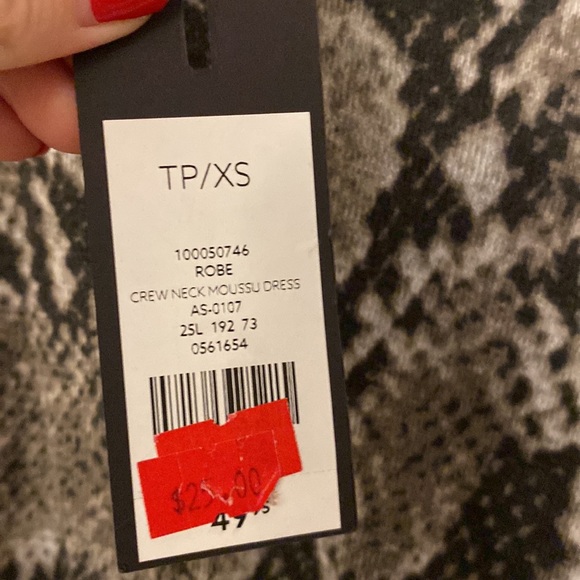 TP/XS
100050746
ROBE
CREW NECK MOUSSU DRESS
AS-0107
25L 192 73
0561654